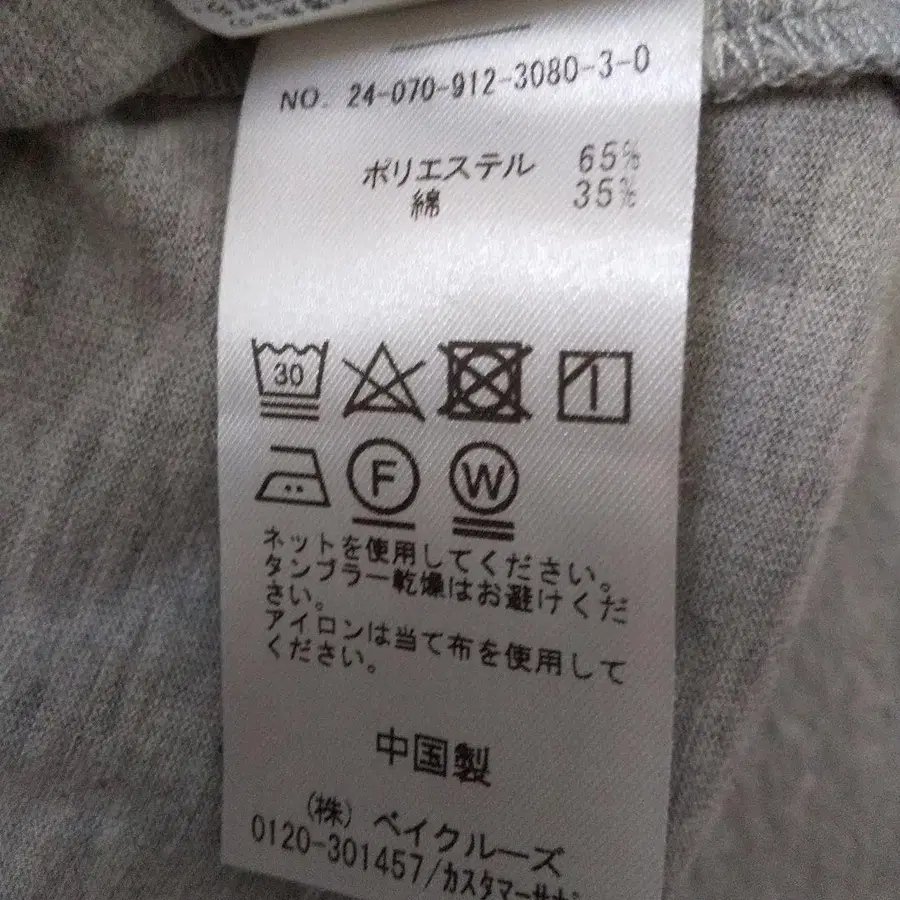 NO. 24-070-912-3080-3-0
ポリエステル 65%
綿 35%
30
F W
ネットを使用してください。
タンブラー乾燥はお避けくだ
さい。
アイロンは当て布を使用して
ください。
中国製
(株) ベイクルーズ
0120-301457/カスタマーサポ